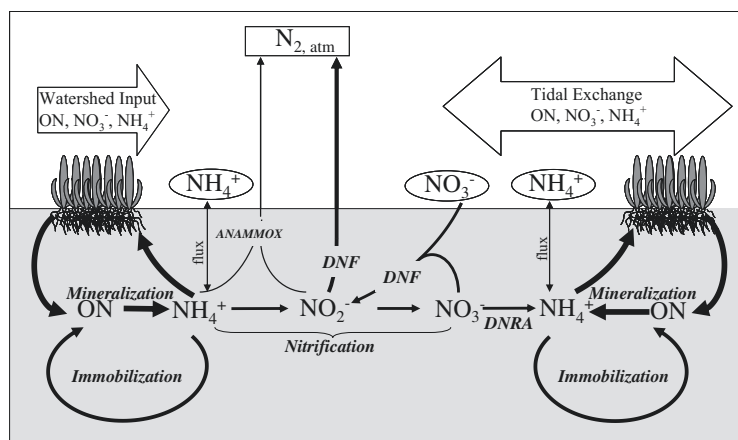 N2, atm
Watershed Input
ON, NO3-, NH4+
Tidal Exchange
ON, NO3-, NH4+
NH4+
NO3-
NH4+
flux
ANAMMOX
DNF
DNF
flux
Mineralization
Mineralization
ON
NH4+
NO2-
NO3-
DNRA
NH4+
ON
Nitrification
Immobilization
Immobilization